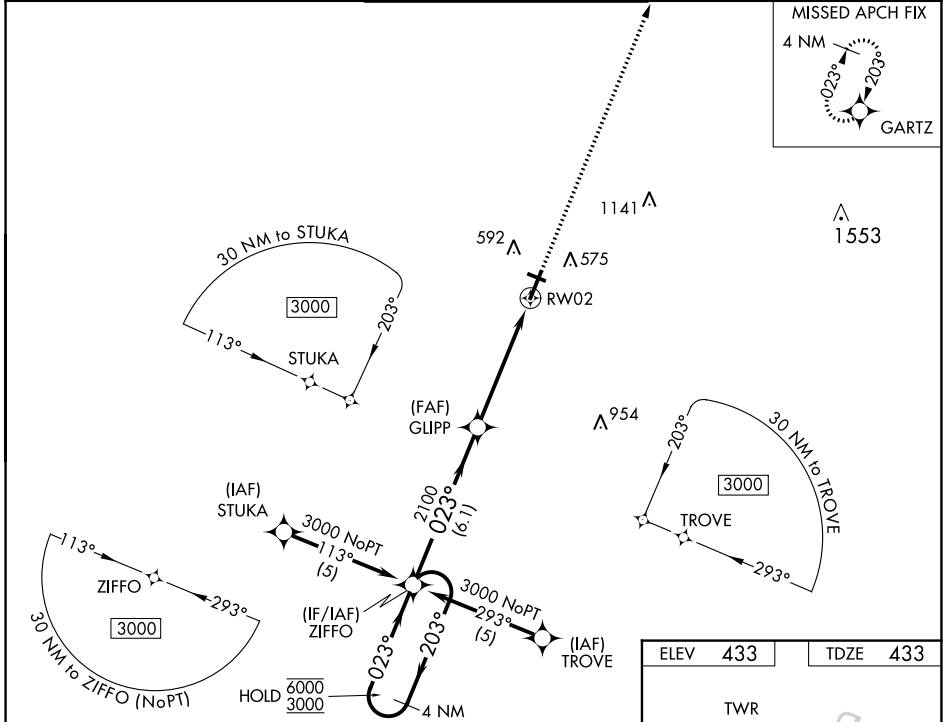 MISSED APCH FIX
4 NM
023°
203°
GARTZ
1141
1553
592
575
RW02
30 NM to STUKA
3000
203°
113°
STUKA
(FAF)
GLIPP
954
30 NM to TROVE
203°
3000
TROVE
293°
2100
023°
(6.1)
(IAF)
STUKA
3000 NoPT
113°
(5)
113°
ZIFFO
293°
3000
30 NM to ZIFFO (NoPT)
(IF/IAF)
ZIFFO
3000 NoPT
293°
(5)
(IAF)
TROVE
023°
203°
HOLD 6000
3000
4 NM
ELEV 433
TDZE 433
TWR